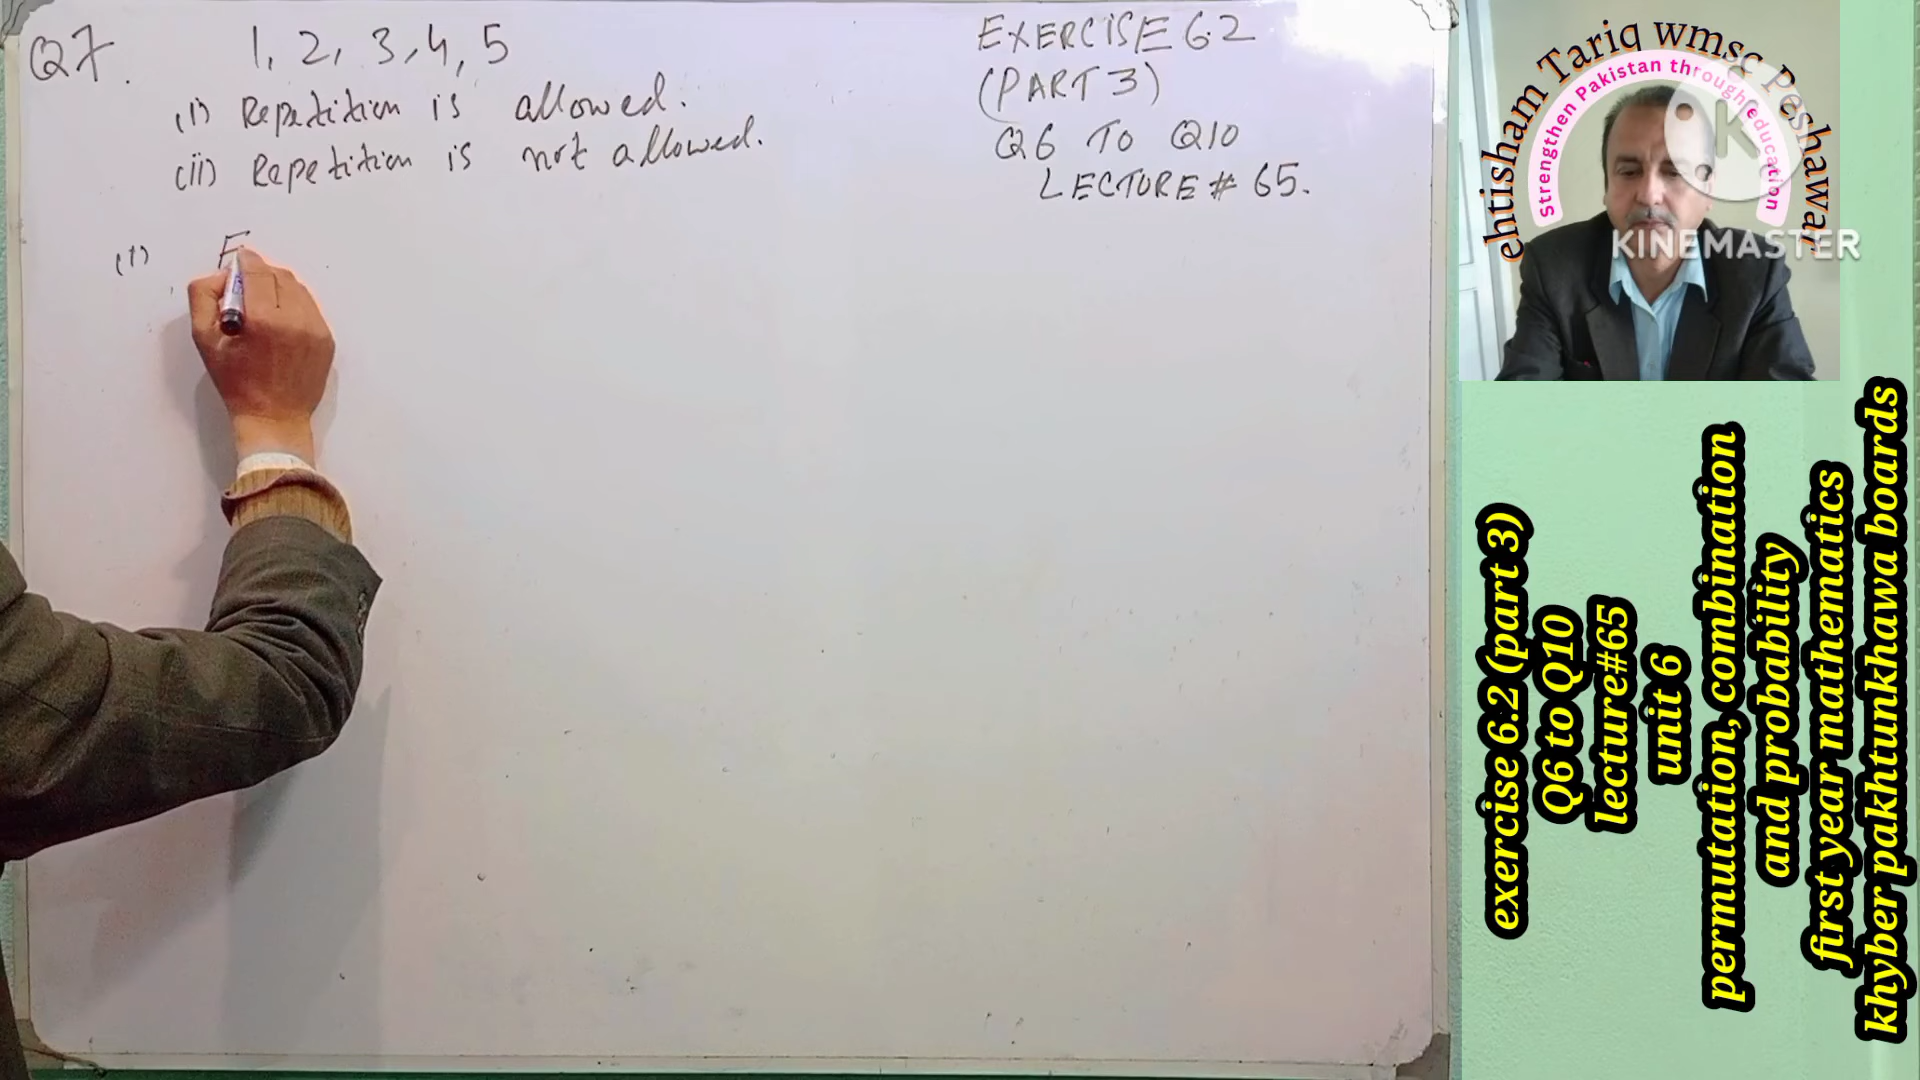 Q7. 1, 2, 3, 4, 5
(i) Repetition is allowed.
(ii) Repetition is not allowed.
(i) F
EXERCISE 6.2
(PART 3)
Q6 TO Q10
LECTURE # 65.
ehtisham Tariq wmsc Peshawar
Strengthen Pakistan through education
K
KINEMASTER
exercise 6.2 (part 3)
Q6 to Q10
lecture#65
unit 6
permutation, combination
and probability
first year mathematics
khyber pakhtunkhawa boards